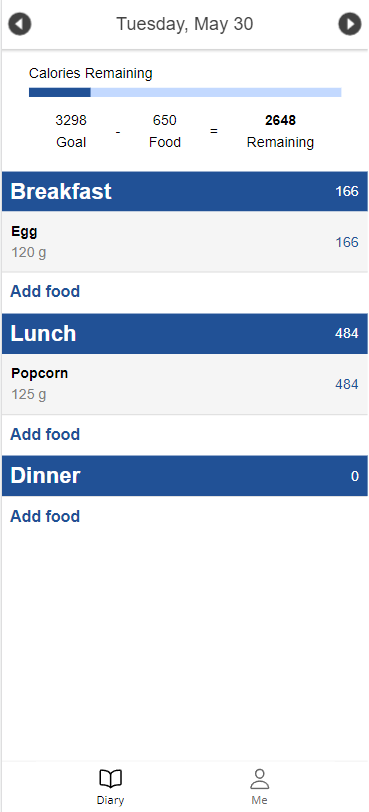 Tuesday, May 30
Calories Remaining
3298 - 650 = 2648
Goal Food Remaining
Breakfast 166
Egg
120 g 166
Add food
Lunch 484
Popcorn
125 g 484
Add food
Dinner 0
Add food
Diary Me